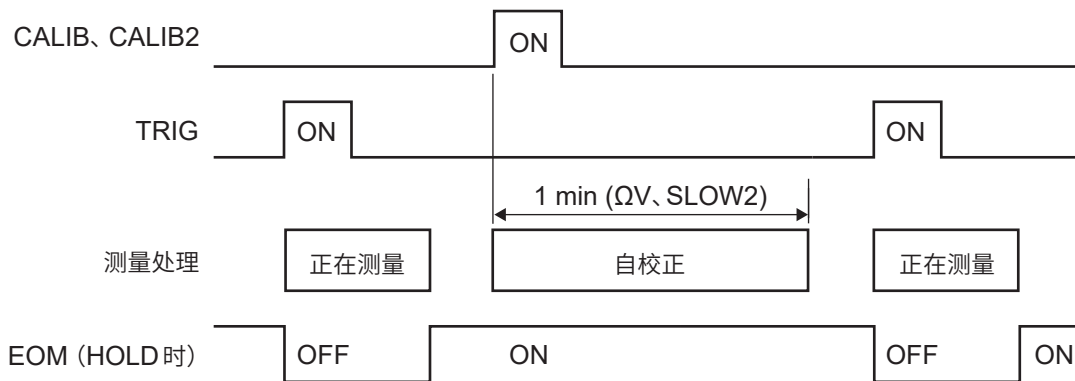 CALIB、CALIB2
ON
TRIG
ON
ON
1 min (ΩV、SLOW2)
测量处理
正在测量
自校正
正在测量
EOM（HOLD时）
OFF
ON
OFF
ON